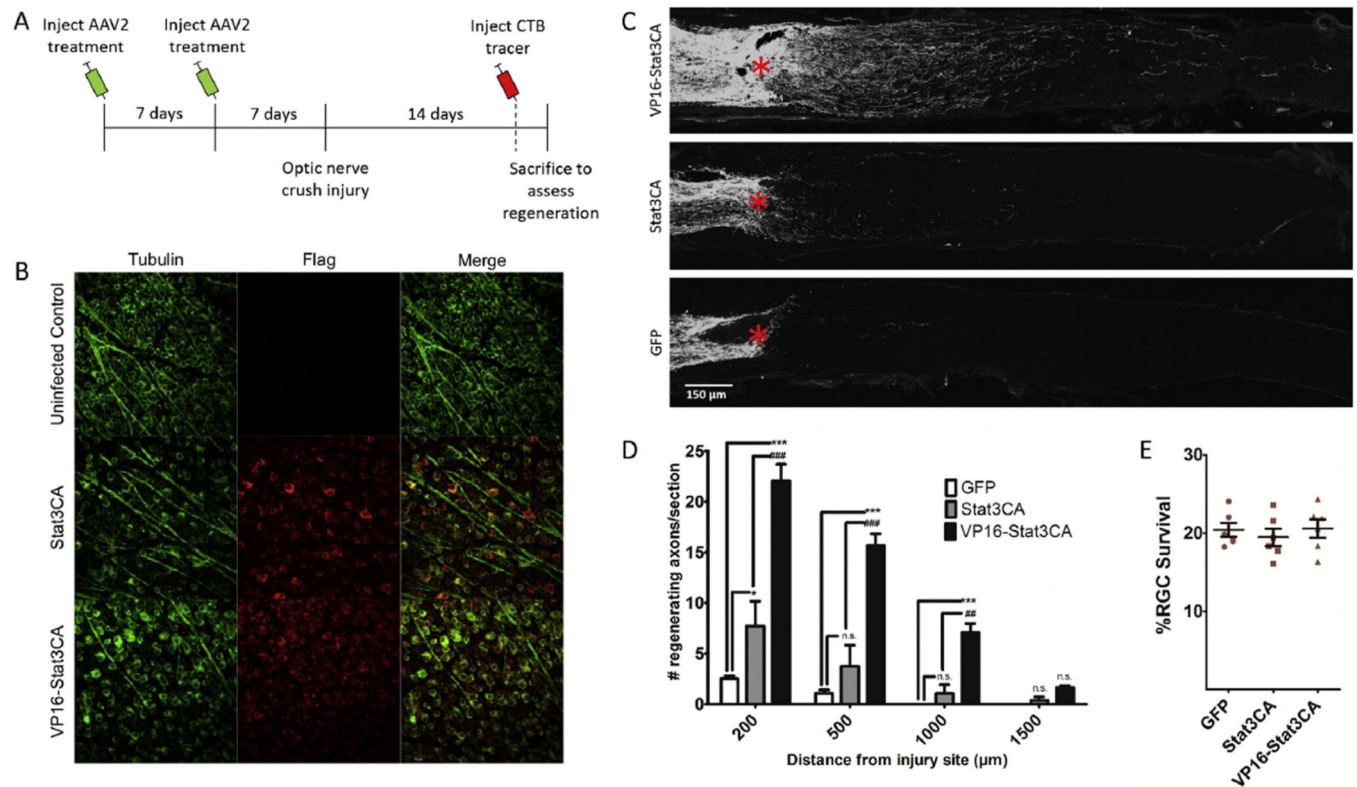 A
Inject AAV2
treatment
Inject AAV2
treatment
Inject CTB
tracer
7 days
7 days
14 days
Optic nerve
crush injury
Sacrifice to
assess
regeneration
B
Tubulin
Flag
Merge
Uninfected Control
Stat3CA
VP16-Stat3CA
C
VP16-Stat3CA
*
Stat3CA
*
GFP
*
150 µm
D
# regenerating axons/section
25
20
15
10
5
0
***
###
*
***
###
n.s.
***
##
n.s.
n.s.
n.s.
GFP
Stat3CA
VP16-Stat3CA
200
500
1000
1500
Distance from injury site (µm)
E
%RGC Survival
30
20
10
GFP
Stat3CA
VP16-Stat3CA